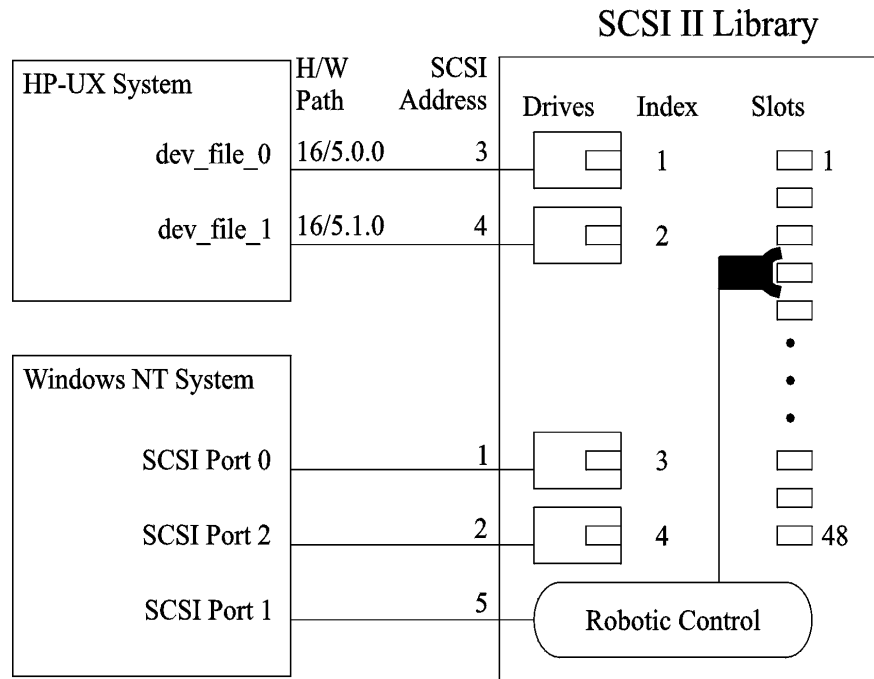 SCSI II Library
HP-UX System
H/W Path
SCSI Address
Drives Index Slots
dev_file_0 16/5.0.0 3 1 1
dev_file_1 16/5.1.0 4 2
Windows NT System
SCSI Port 0 1 3
SCSI Port 2 2 4 48
SCSI Port 1 5 Robotic Control